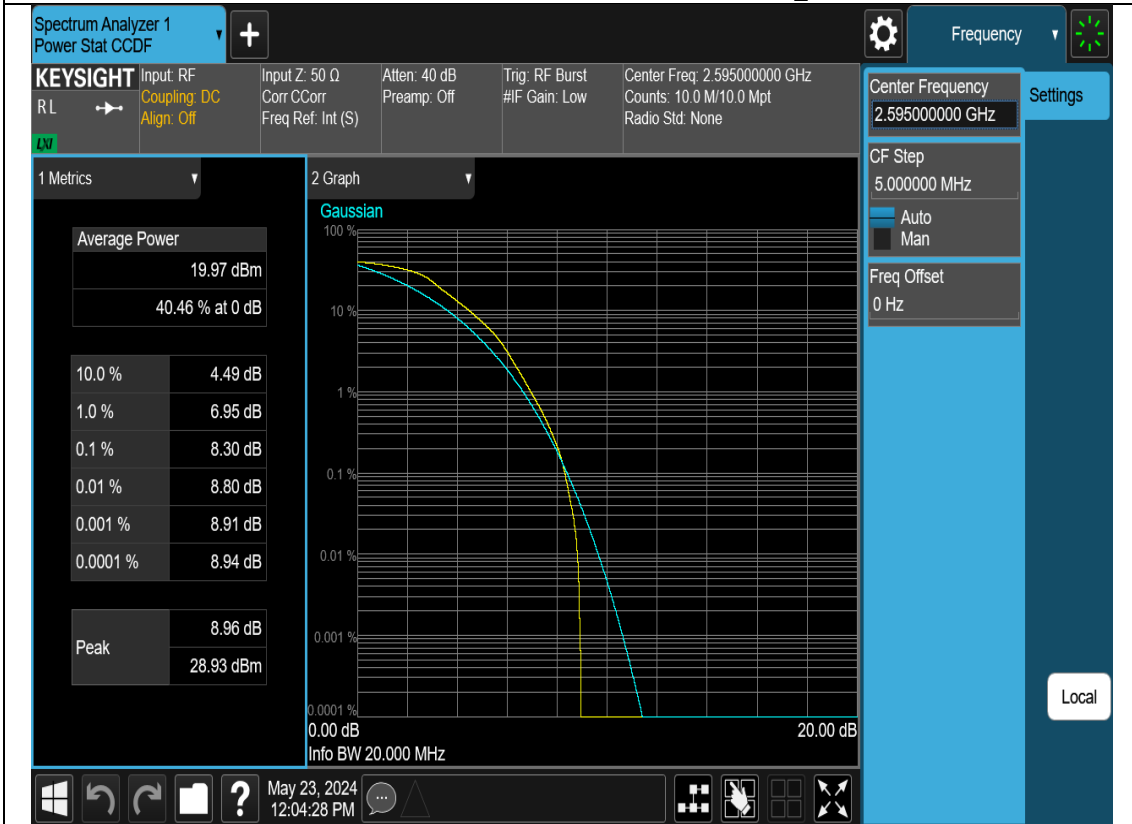 Spectrum Analyzer 1
Power Stat CCDF
Frequency
KEYSIGHT
RL
LXI
Input: RF
Coupling: DC
Align: Off
Input Z: 50 Ω
Corr CCorr
Freq Ref: Int (S)
Atten: 40 dB
Preamp: Off
Trig: RF Burst
#IF Gain: Low
Center Freq: 2.595000000 GHz
Counts: 10.0 M/10.0 Mpt
Radio Std: None
Center Frequency
2.595000000 GHz
Settings
CF Step
5.000000 MHz
Auto
Man
Freq Offset
0 Hz
1 Metrics
Average Power
19.97 dBm
40.46 % at 0 dB
10.0 % 4.49 dB
1.0 % 6.95 dB
0.1 % 8.30 dB
0.01 % 8.80 dB
0.001 % 8.91 dB
0.0001 % 8.94 dB
Peak
8.96 dB
28.93 dBm
2 Graph
Gaussian
100 %
10 %
1 %
0.1 %
0.01 %
0.001 %
0.0001 %
0.00 dB 20.00 dB
Info BW 20.000 MHz
Local
?
May 23, 2024
12:04:28 PM